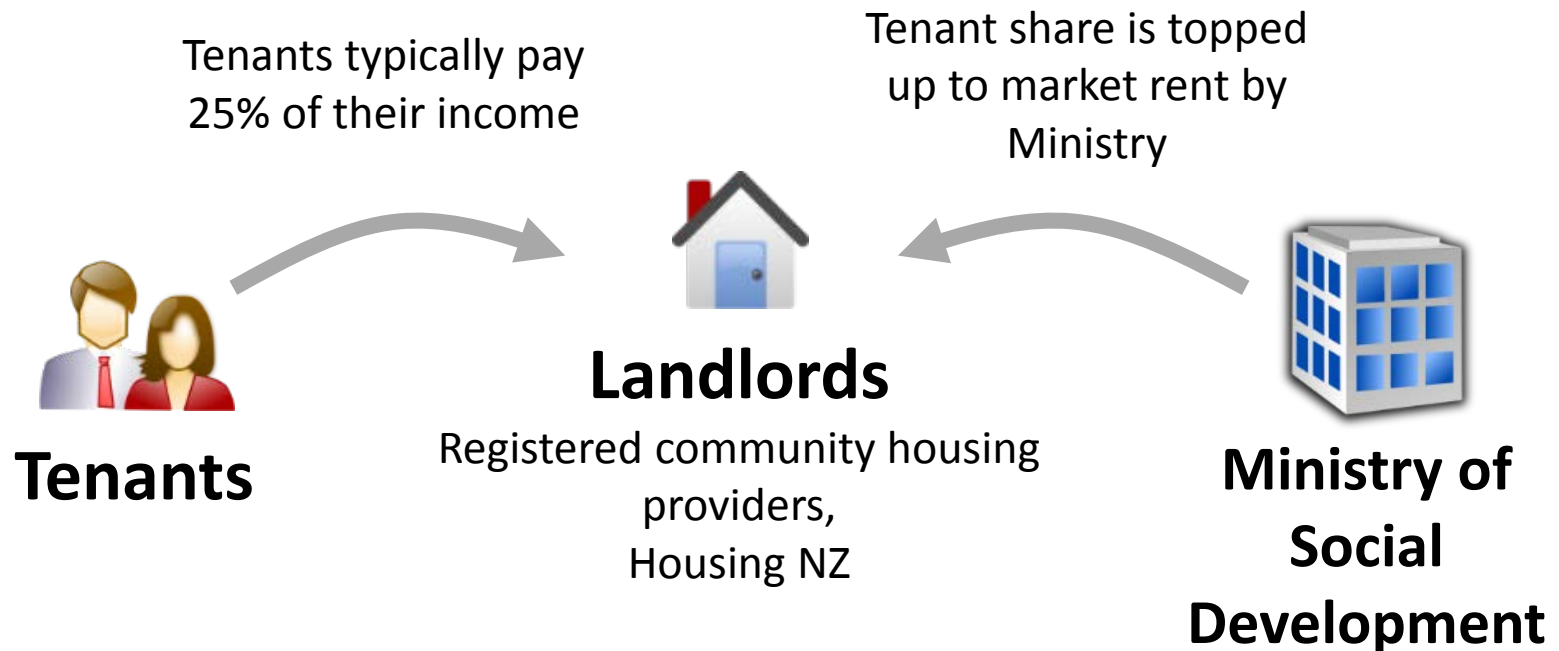 Tenants typically pay
25% of their income
Tenant share is topped
up to market rent by
Ministry
Tenants
Landlords
Registered community housing
providers,
Housing NZ
Ministry of
Social
Development